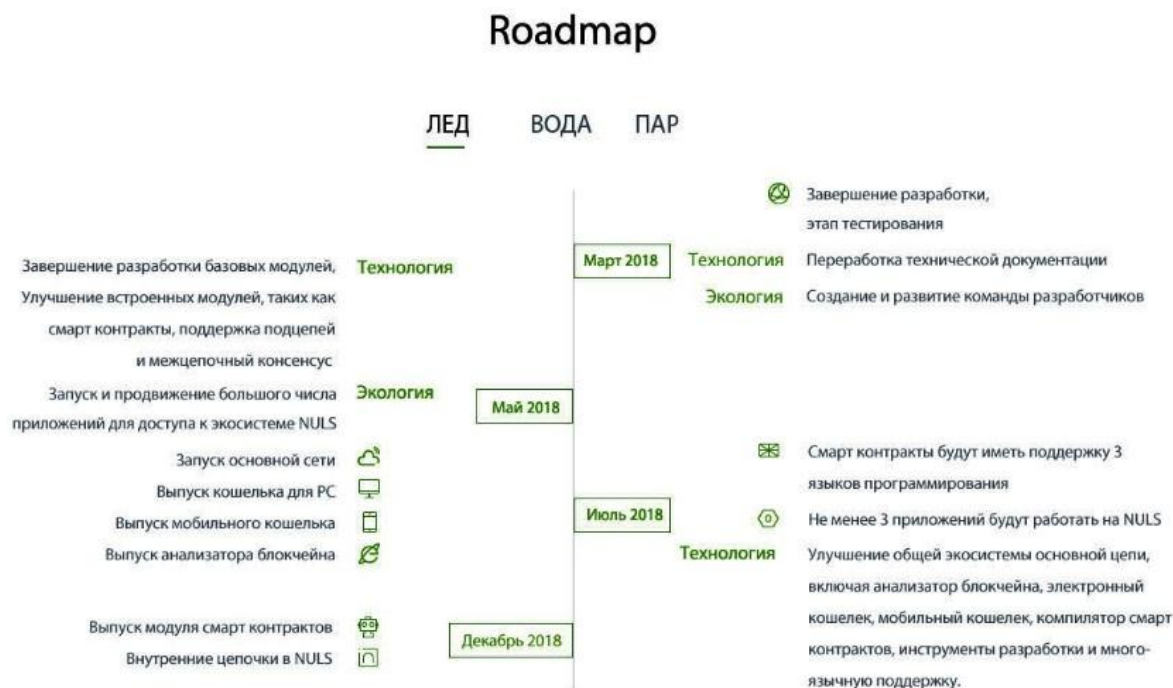 Roadmap
ЛЕД ВОДА ПАР
Завершение разработки,
этап тестирования
Март 2018
Технология Переработка технической документации
Экология Создание и развитие команды разработчиков
Завершение разработки базовых модулей, Технология
Улучшение встроенных модулей, таких как
смарт контракты, поддержка подцепей
и межцепочный консенсус
Запуск и продвижение большого числа Экология
приложений для доступа к экосистеме NULS
Май 2018
Запуск основной сети
Выпуск кошелька для PC
Выпуск мобильного кошелька
Выпуск анализатора блокчейна
Смарт контракты будут иметь поддержку 3
языков программирования
Июль 2018
Не менее 3 приложений будут работать на NULS
Технология Улучшение общей экосистемы основной цепи,
включая анализатор блокчейна, электронный
кошелек, мобильный кошелек, компилятор смарт
контрактов, инструменты разработки и много-
язычную поддержку.
Выпуск модуля смарт контрактов
Декабрь 2018
Внутренние цепочки в NULS